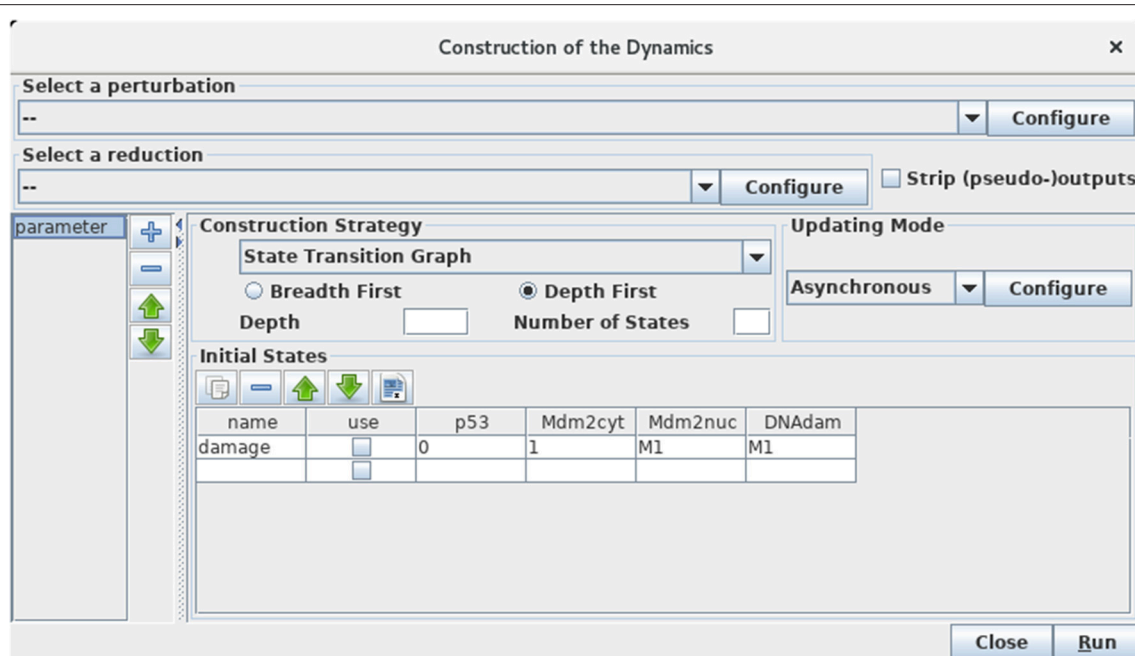 Construction of the Dynamics ×
Select a perturbation
-- Configure
Select a reduction
-- Configure Strip (pseudo-)outputs
parameter Construction Strategy Updating Mode
State Transition Graph
Asynchronous Configure
Breadth First Depth First
Depth Number of States
Initial States
name use p53 Mdm2cyt Mdm2nuc DNAdam
damage 0 1 M1 M1
Close Run